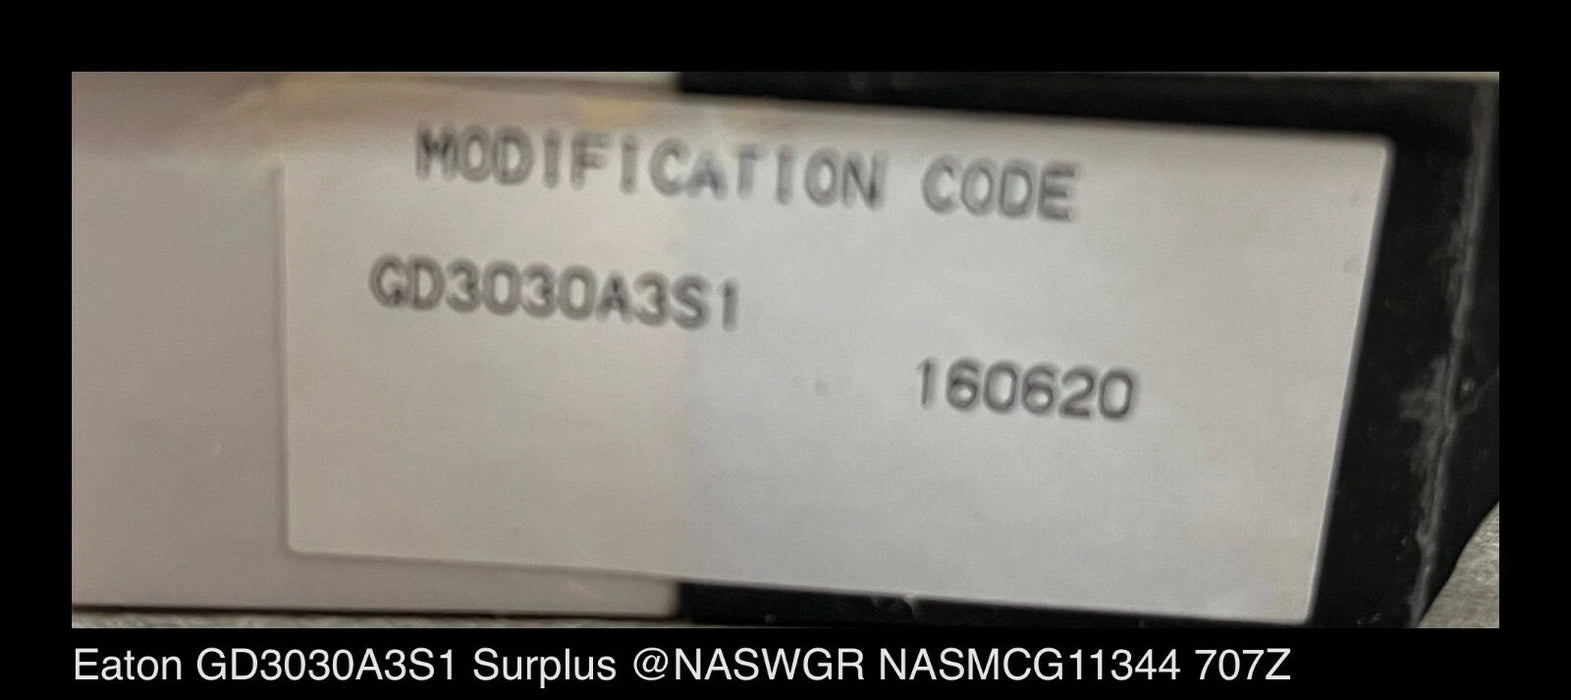 MODIFICATION CODE
GD3030A3S1
160620
Eaton GD3030A3S1 Surplus @NASWGR NASMCG11344 707Z